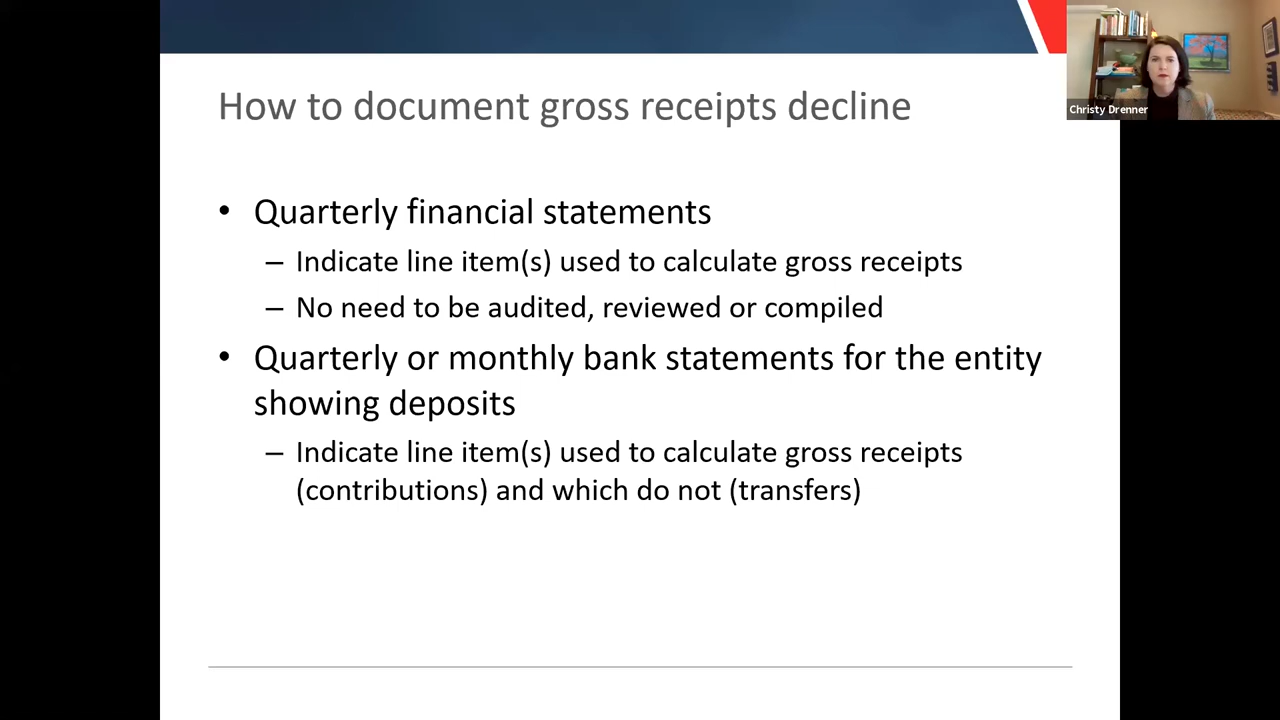 How to document gross receipts decline
Christy Drenner
• Quarterly financial statements
– Indicate line item(s) used to calculate gross receipts
– No need to be audited, reviewed or compiled
• Quarterly or monthly bank statements for the entity
showing deposits
– Indicate line item(s) used to calculate gross receipts
(contributions) and which do not (transfers)